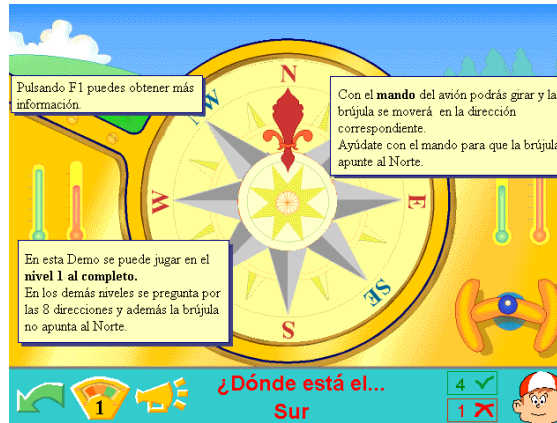 Pulsando F1 puedes obtener más
información.
N
Con el mando del avión podrás girar y la
brújula se moverá en la dirección
correspondiente.
Ayúdate con el mando para que la brújula
apunte al Norte.
W
E
En esta Demo se puede jugar en el
nivel 1 al completo.
En los demás niveles se pregunta por
las 8 direcciones y además la brújula
no apunta al Norte.
SE
S
¿Dónde está el...
Sur
1
4
1